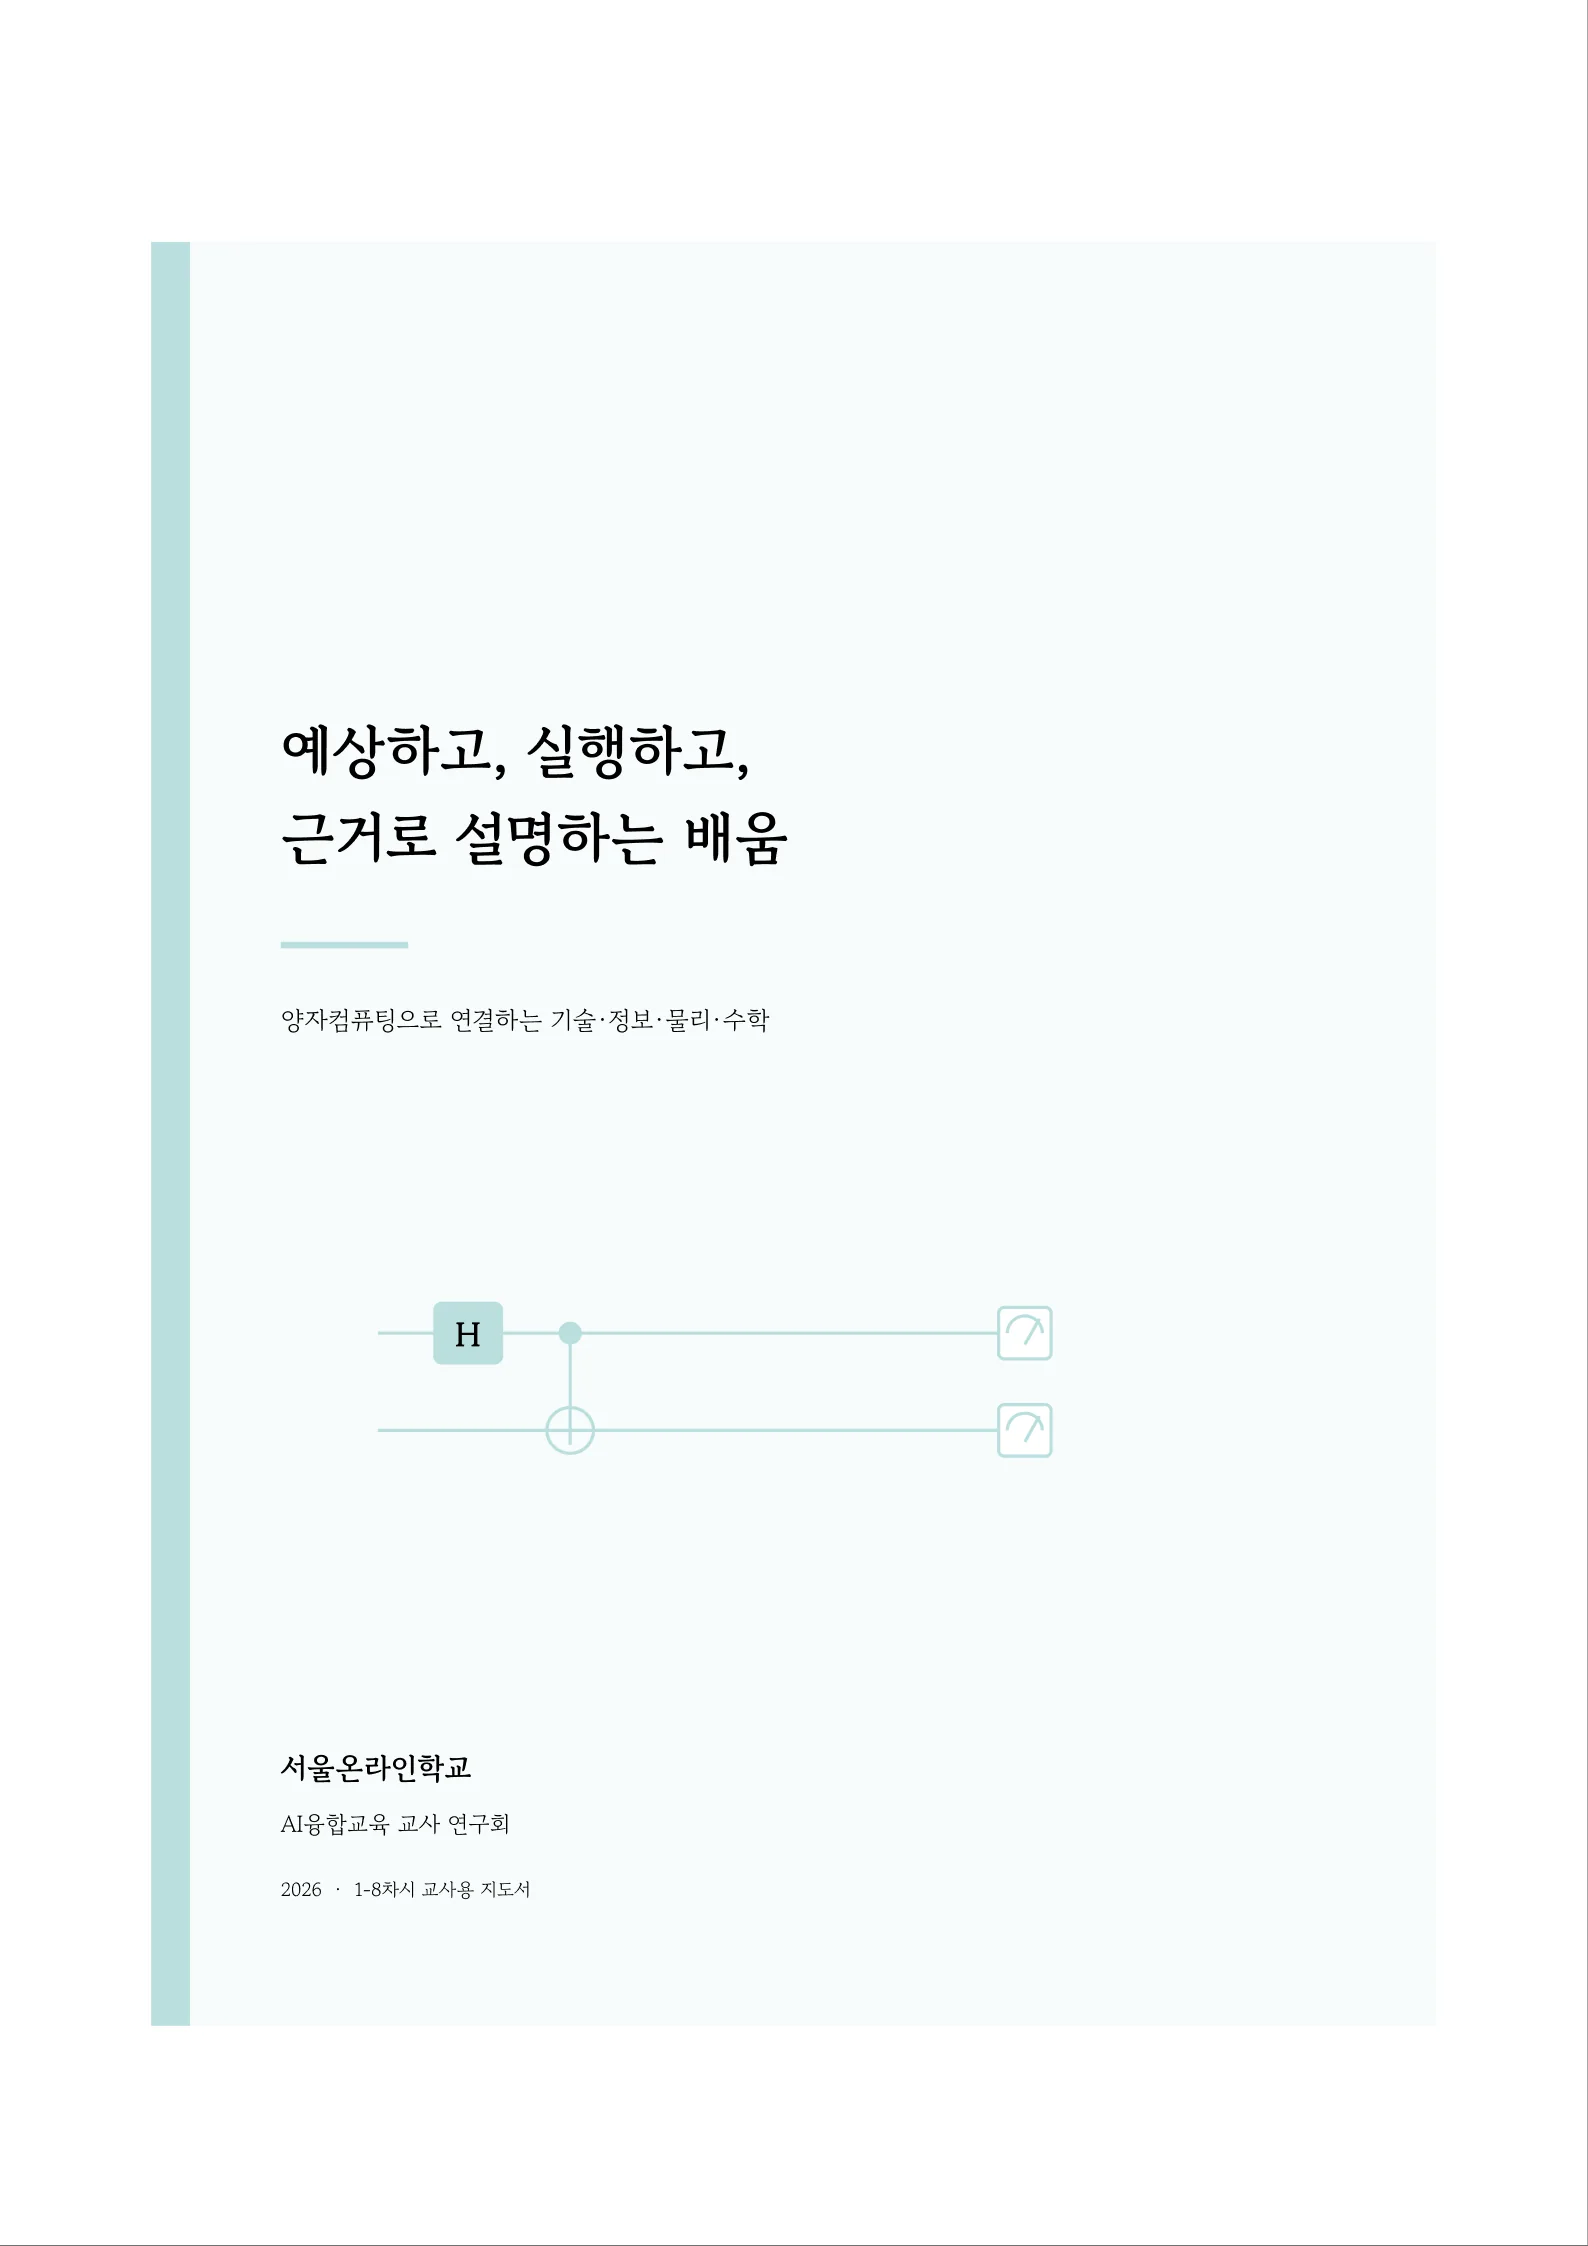 예상하고, 실행하고,
근거로 설명하는 배움
양자컴퓨팅으로 연결하는 기술·정보·물리·수학
H
서울온라인학교
AI융합교육 교사 연구회
2026 · 1-8차시 교사용 지도서